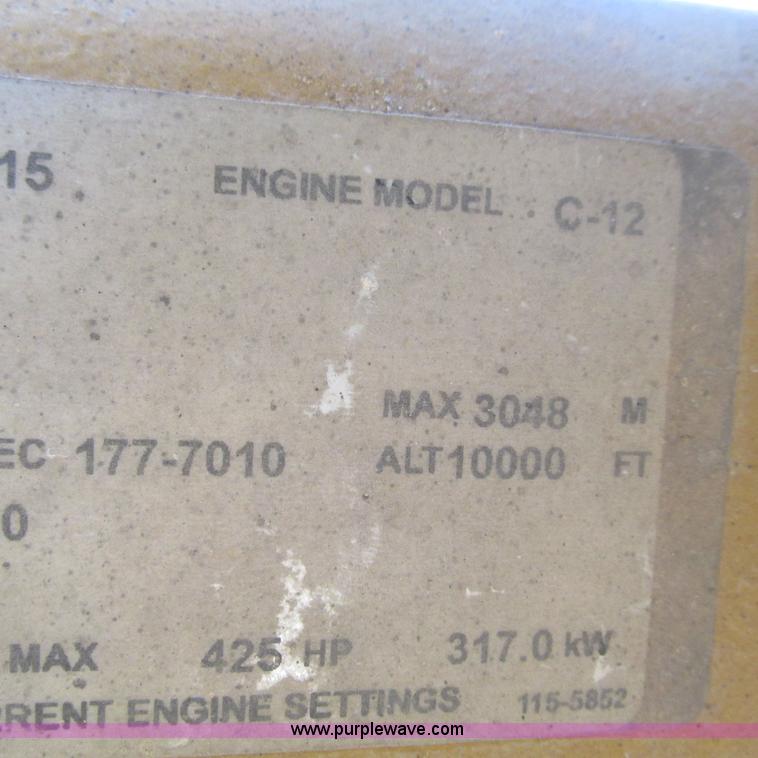 15 ENGINE MODEL C-12
MAX 3048 M
EC 177-7010 ALT 10000 FT
0
MAX 425 HP 317.0 kW
RRENT ENGINE SETTINGS 115-5852
www.purplewave.com